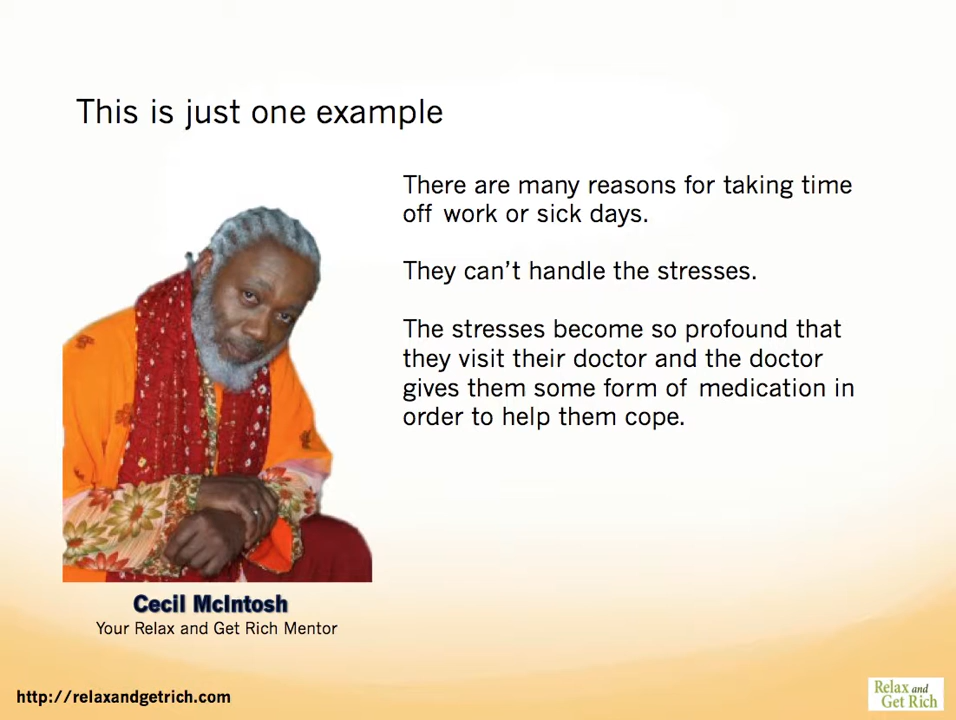 This is just one example
There are many reasons for taking time
off work or sick days.
They can't handle the stresses.
The stresses become so profound that
they visit their doctor and the doctor
gives them some form of medication in
order to help them cope.
Cecil McIntosh
Your Relax and Get Rich Mentor
http://relaxandgetrich.com
Relax and
Get Rich